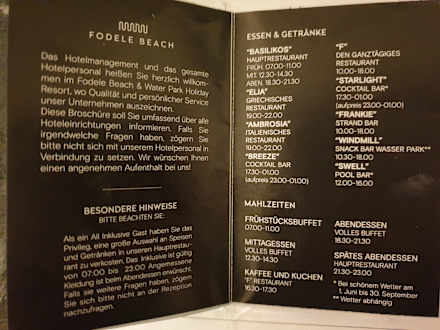 FODELE BEACH
Das Hotelmanagement und das gesamte
Hotelpersonal heißen Sie herzlich willkom-
men im Fodele Beach & Water Park Holiday
Resort, wo Qualität und persönlicher Service
unser Unternehmen auszeichnen.
Diese Broschüre soll Sie umfassend über alle
Hoteleinrichtungen informieren. Falls Sie
irgendwelche Fragen haben, zögern Sie
bitte nicht sich mit unserem Hotelpersonal in
Verbindung zu setzen. Wir wünschen Ihnen
einen angenehmen Aufenthalt bei uns!
BESONDERE HINWEISE
BITTE BEACHTEN SIE:
Als ein All Inklusive Gast haben Sie das
Privileg, eine große Auswahl an Speisen
und Getränken in unseren Hauptrestau-
rant zu verkosten. Das Inklusive ist gültig
von 07:00 bis 23:00 Angemessene
Kleidung ist beim Abendessen erwünscht.
Falls sie weitere Fragen haben, zögern
Sie sich bitte nicht an der Rezeption
nachzufragen.
ESSEN & GETRÄNKE
"BASILIKOS"
HAUPTRESTAURANT
FRÜH. 07.00-11.00
MIT. 12.30-14.30
ABEN. 18.30-21.30
"ELIA"
GRIECHISCHES
RESTAURANT
19.00-22.00
"AMBROSIA"
ITALIENISCHES
RESTAURANT
19.00-22.00
"BREEZE"
COCKTAIL BAR
17.30-01.00
(aufpreis 23.00-01.00)
"F"
DEN GANZTÄGIGES
RESTAURANT
10.00-18.00
"STARLIGHT"
COCKTAIL BAR*
17.30-01.00
(aufpreis 23.00-01.00)
"FRANKIE"
STRAND BAR
10.00-18.00
"WINDMILL"
SNACK BAR WASSER PARK**
10.30-18.00
"SWELL"
POOL BAR*
12.00-16.00
MAHLZEITEN
FRÜHSTÜCKSBUFFET
07.00-11.00
MITTAGESSEN
VOLLES BUFFET
12.30-14.30
KAFFEE UND KUCHEN
"F" RESTAURANT
16.30-17.30
ABENDESSEN
VOLLES BUFFET
18.30-21.30
SPÄTES ABENDESSEN
HAUPTRESTAURANT
21.30-23.00
* Bei schönem Wetter am
1. Juni bis 30 September
** Wetter abhängig